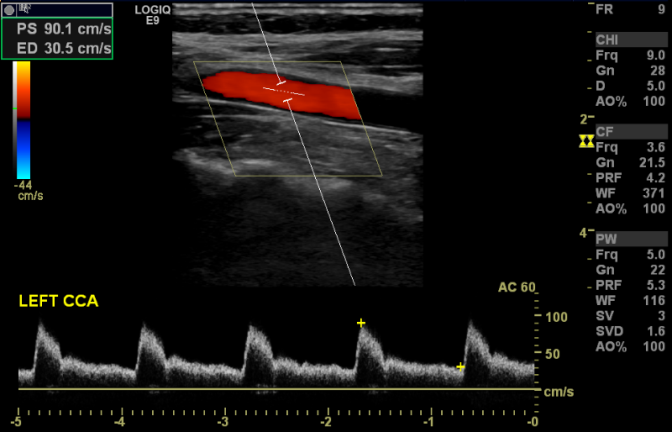 PS 90.1 cm/s
ED 30.5 cm/s
LOGIQ
E9
-44
cm/s
2
4
FR 9
CHI
Frq 9.0
Gn 28
D 5.0
AO% 100
CF
Frq 3.6
Gn 21.5
PRF 4.2
WF 371
AO% 100
PW
Frq 5.0
Gn 22
PRF 5.3
WF 116
SV 3
SVD 1.6
AO% 100
LEFT CCA
AC 60
100
50
cm/s
-5 -4 -3 -2 -1 -0